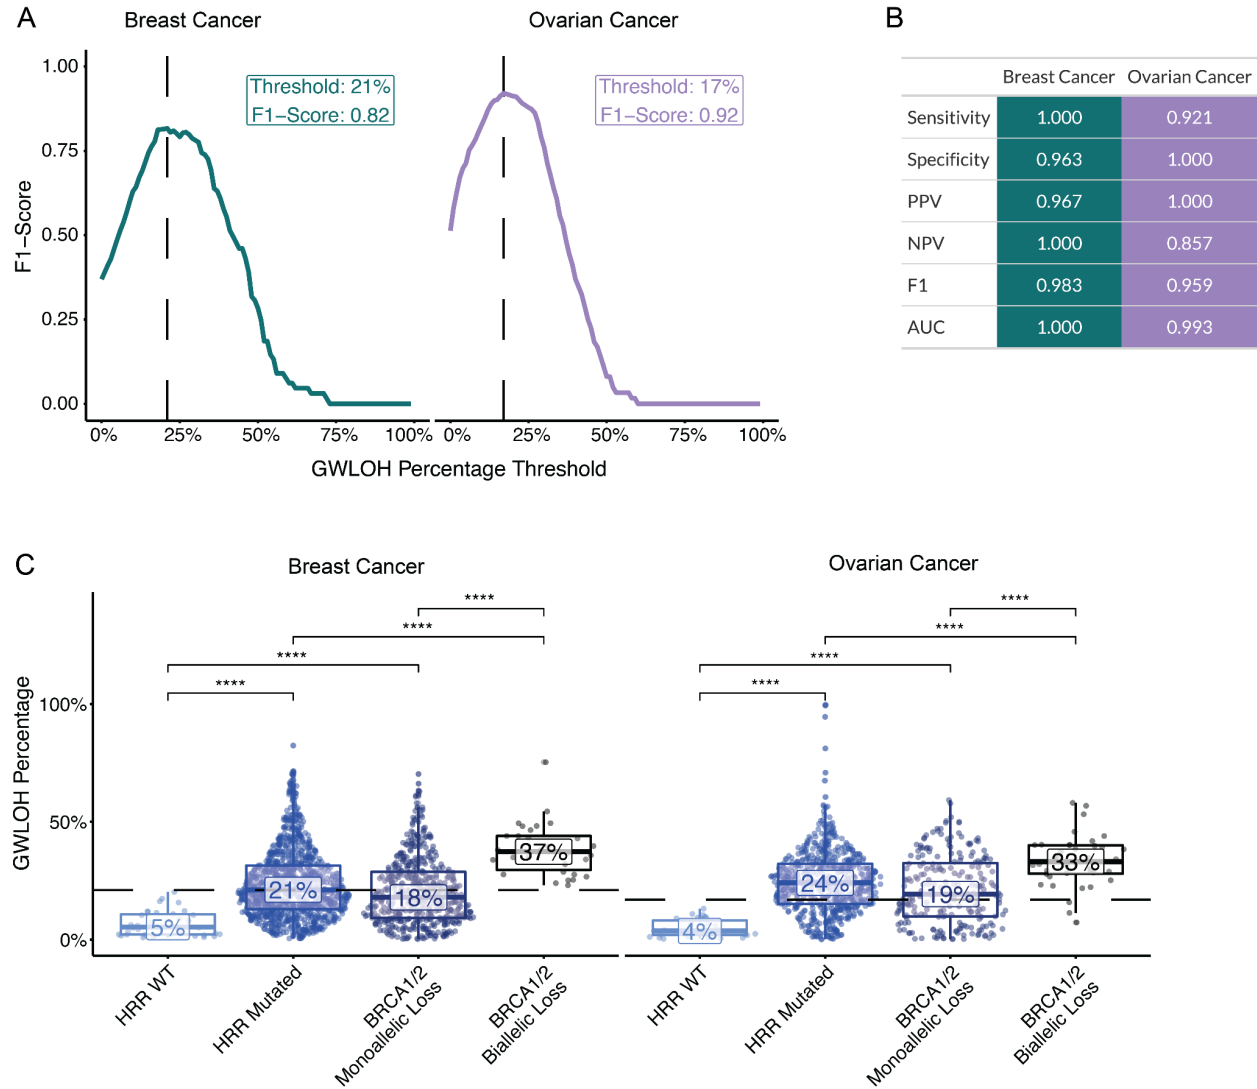 A
Breast Cancer
Ovarian Cancer
1.00
0.75
0.50
0.25
0.00
F1−Score
Threshold: 21%
F1−Score: 0.82
Threshold: 17%
F1−Score: 0.92
0% 25% 50% 75% 100%
0% 25% 50% 75% 100%
GWLOH Percentage Threshold
B
Breast Cancer Ovarian Cancer
Sensitivity 1.000 0.921
Specificity 0.963 1.000
PPV 0.967 1.000
NPV 1.000 0.857
F1 0.983 0.959
AUC 1.000 0.993
C
Breast Cancer
Ovarian Cancer
GWLOH Percentage
100%
50%
0%
****
****
****
****
5%
21%
18%
37%
****
****
****
****
4%
24%
19%
33%
HRR WT
HRR Mutated
BRCA1/2
Monoallelic Loss
BRCA1/2
Biallelic Loss
HRR WT
HRR Mutated
BRCA1/2
Monoallelic Loss
BRCA1/2
Biallelic Loss